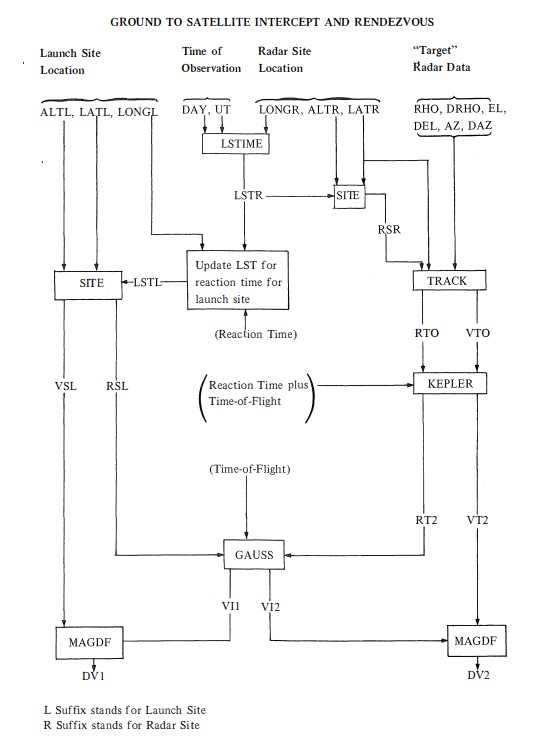 GROUND TO SATELLITE INTERCEPT AND RENDEZVOUS
Launch Site
Location
Time of
Observation
Radar Site
Location
“Target”
Radar Data
ALTL, LATL, LONGL
DAY, UT
LONGR, ALTR, LATR
RHO, DRHO, EL,
DEL, AZ, DAZ
LSTIME
LSTR
SITE
RSR
Update LST for
reaction time for
launch site
SITE
LSTL
TRACK
(Reaction Time)
RTO
VTO
VSL
RSL
(Reaction Time plus
Time-of-Flight)
KEPLER
(Time-of-Flight)
RT2
VT2
GAUSS
VI1
VI2
MAGDF
MAGDF
DV1
DV2
L Suffix stands for Launch Site
R Suffix stands for Radar Site